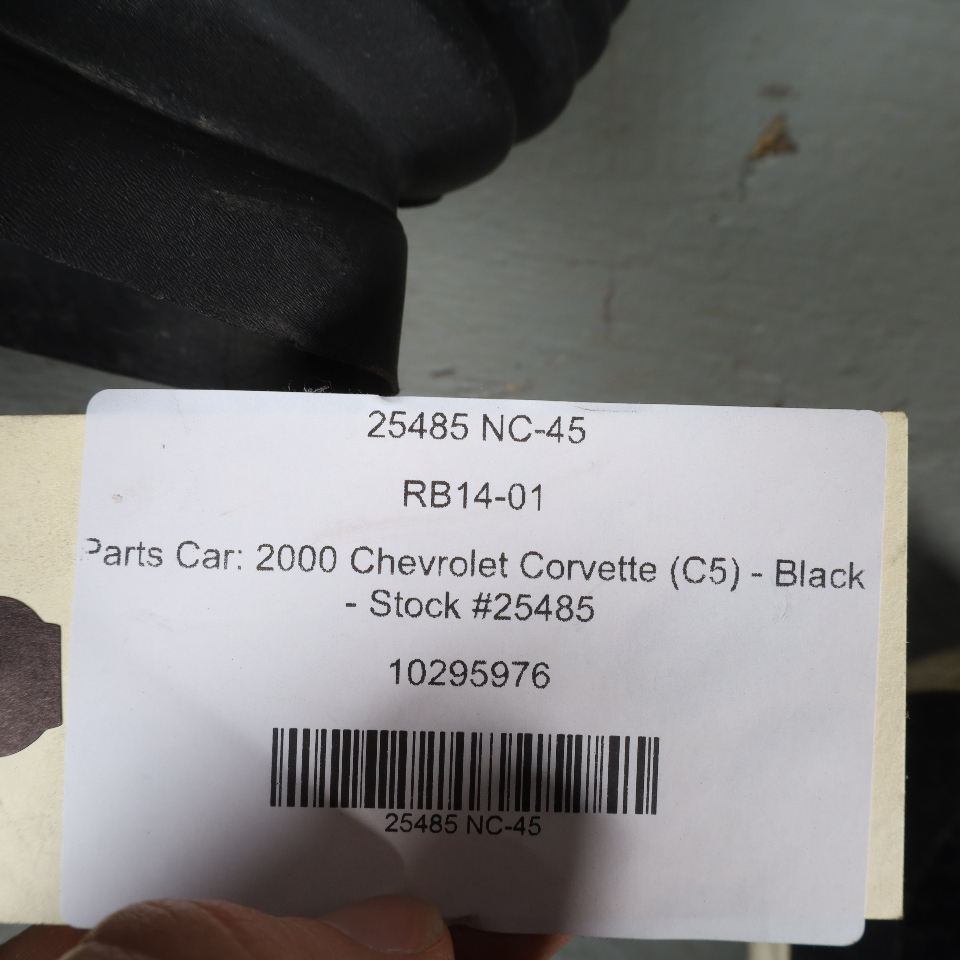 25485 NC-45
RB14-01
Parts Car: 2000 Chevrolet Corvette (C5) - Black
- Stock #25485
10295976
25485 NC-45